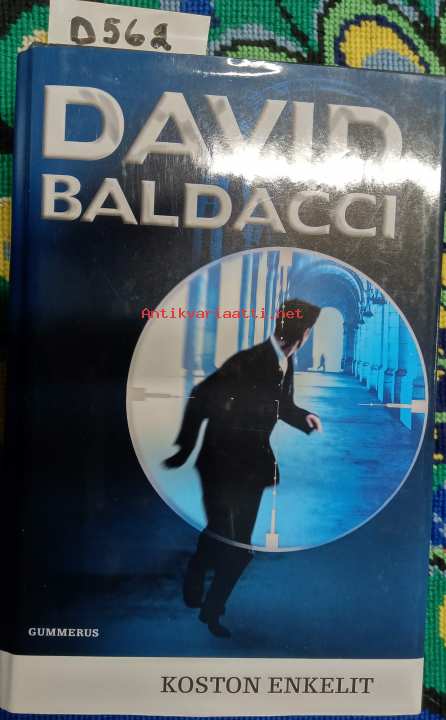 D562
DAVID
BALDACCI
Antikvariaatti.net
GUMMERUS
KOSTON ENKELIT